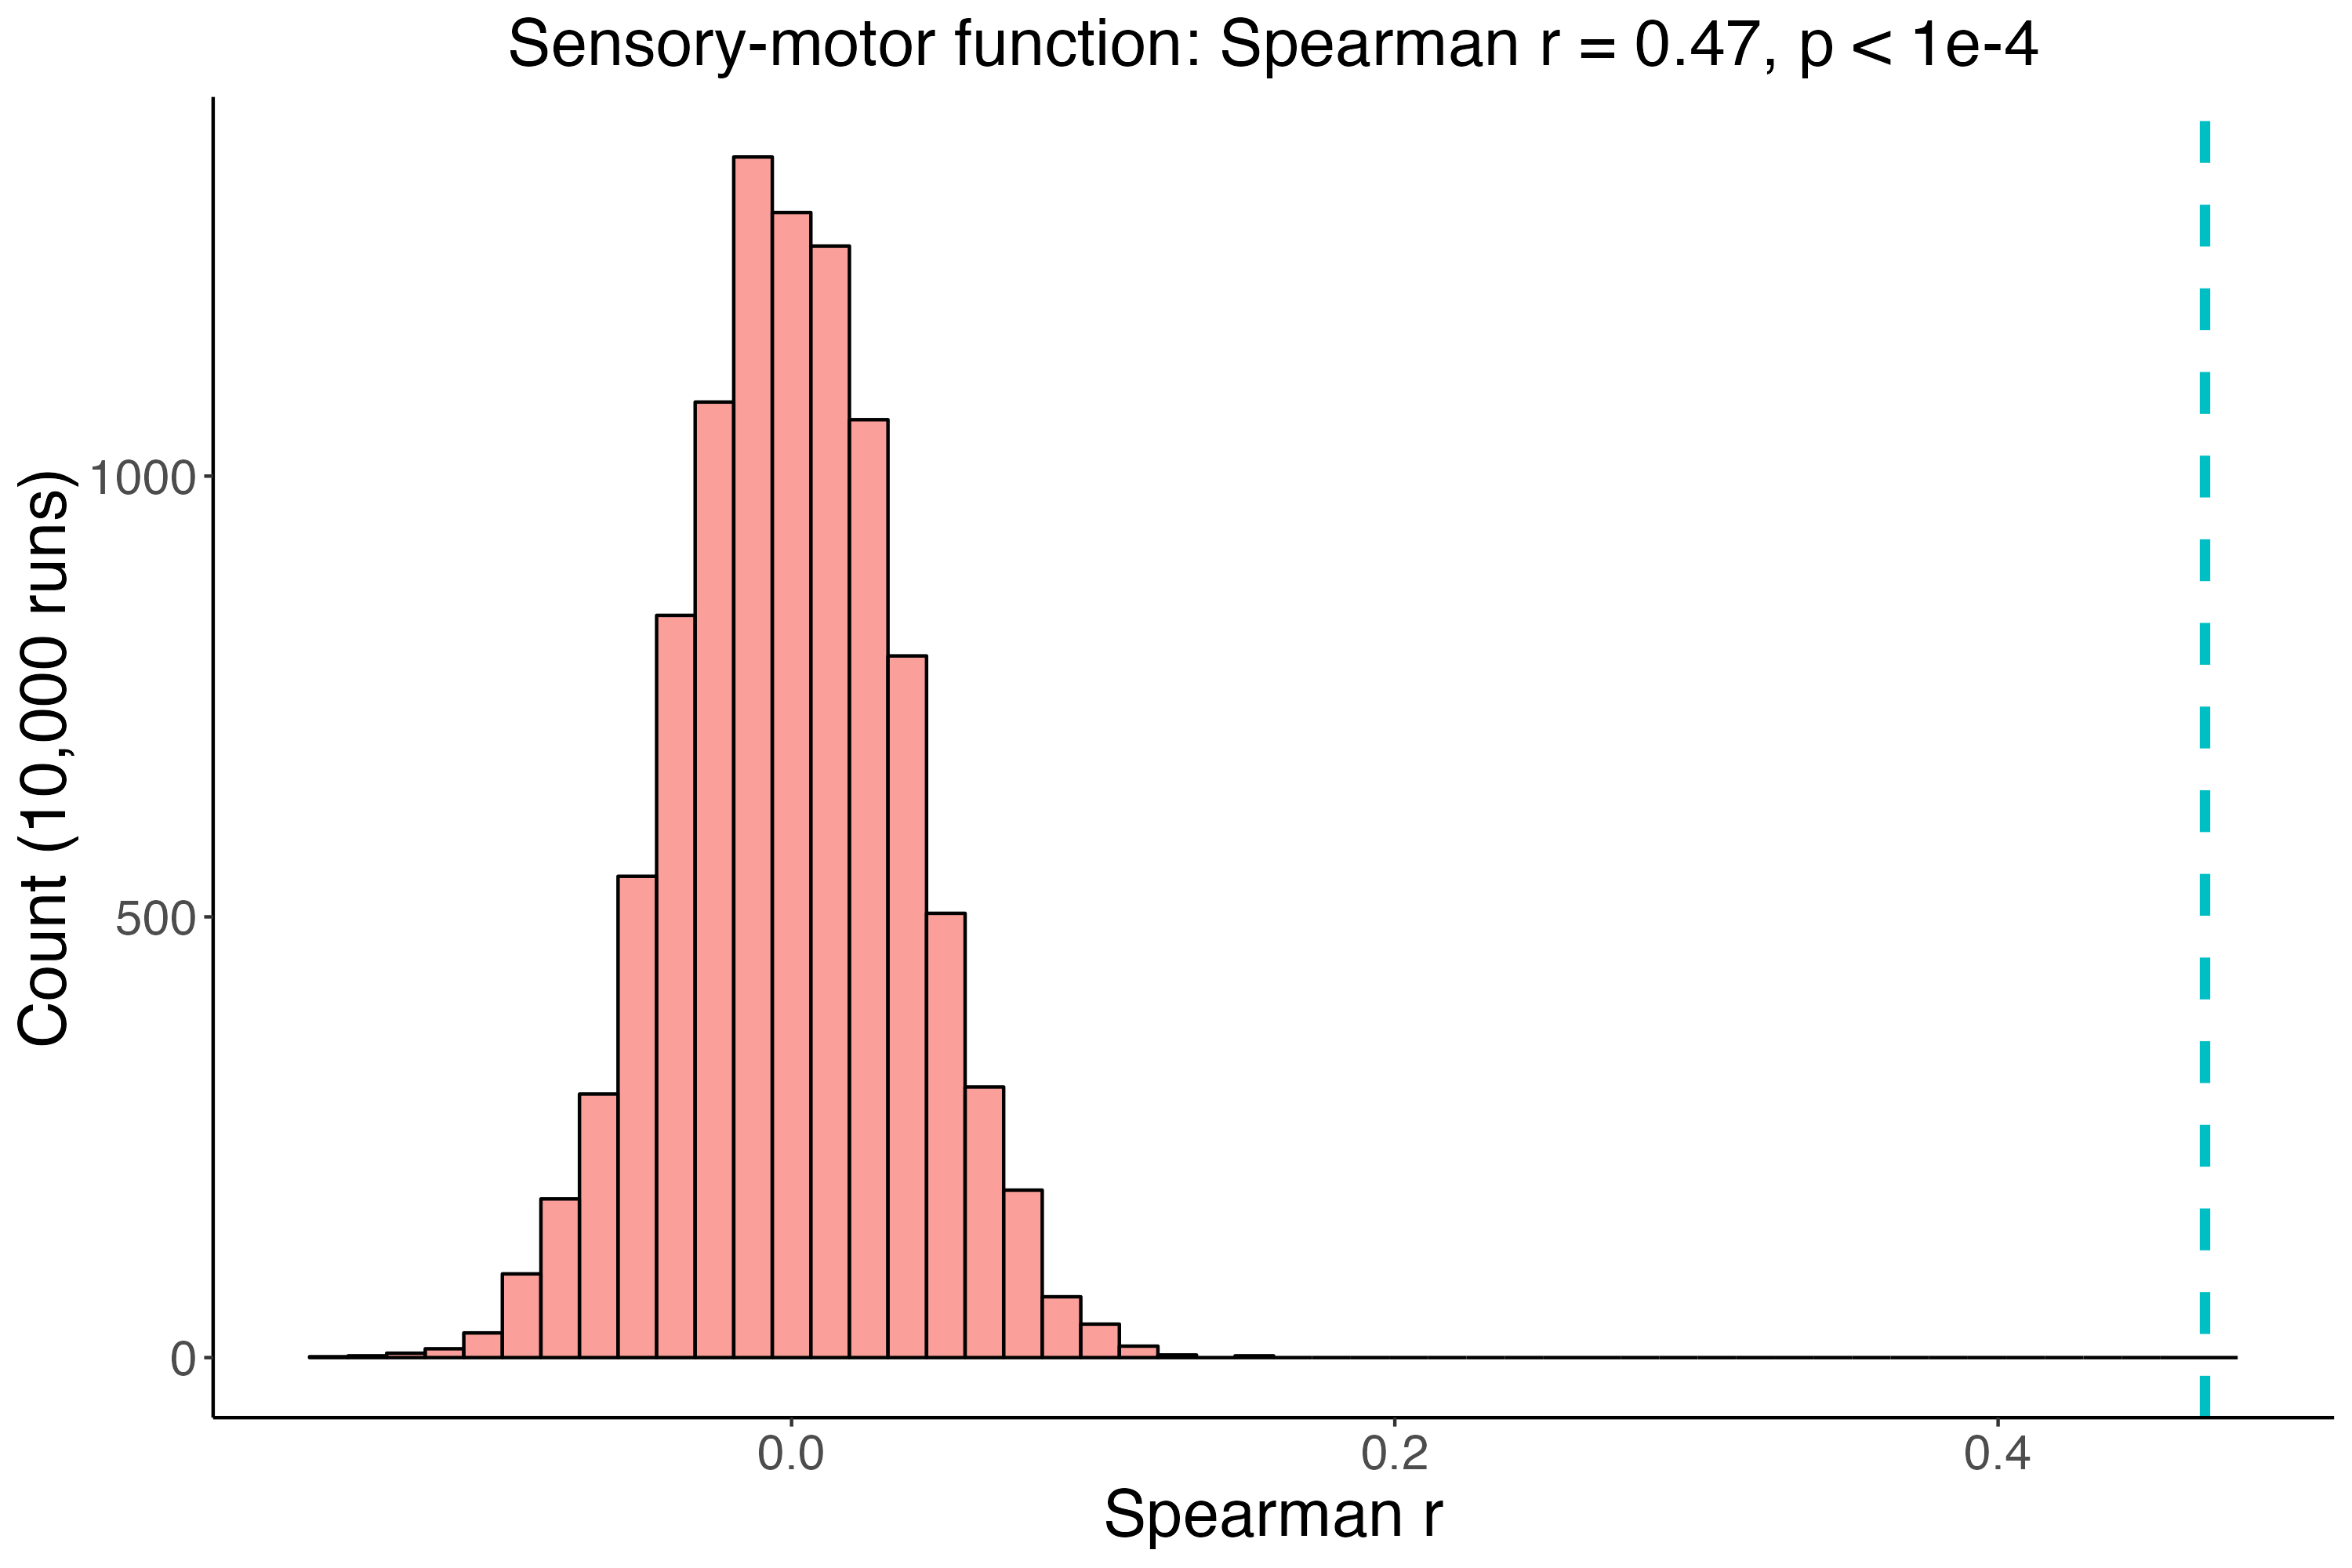 Sensory-motor function: Spearman r = 0.47, p < 1e-4
Count (10,000 runs)
1000
500
0
0.0
0.2
0.4
Spearman r